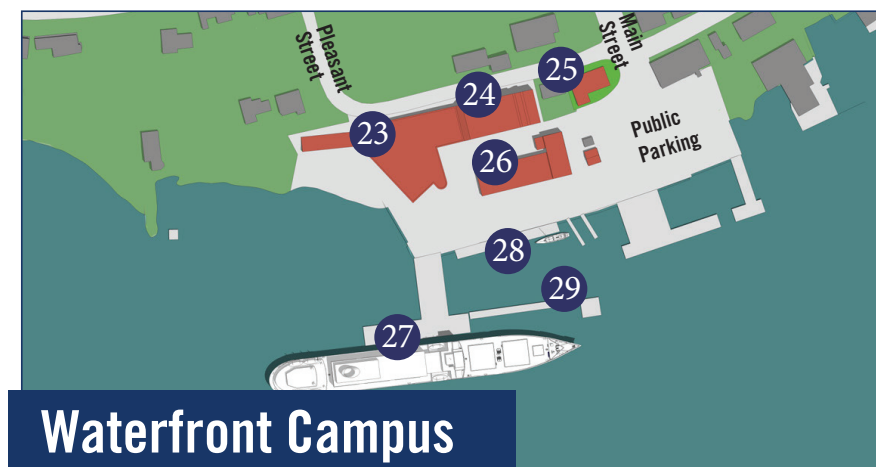 Pleasant
Street
Main
Street
25
24
23
Public
Parking
26
28
29
27
Waterfront Campus